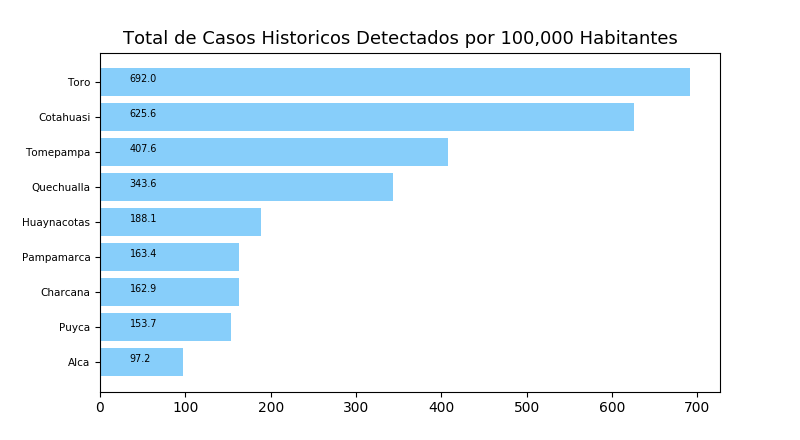 Total de Casos Historicos Detectados por 100,000 Habitantes
Toro 692.0
Cotahuasi 625.6
Tomepampa 407.6
Quechualla 343.6
Huaynacotas 188.1
Pampamarca 163.4
Charcana 162.9
Puyca 153.7
Alca 97.2
0 100 200 300 400 500 600 700